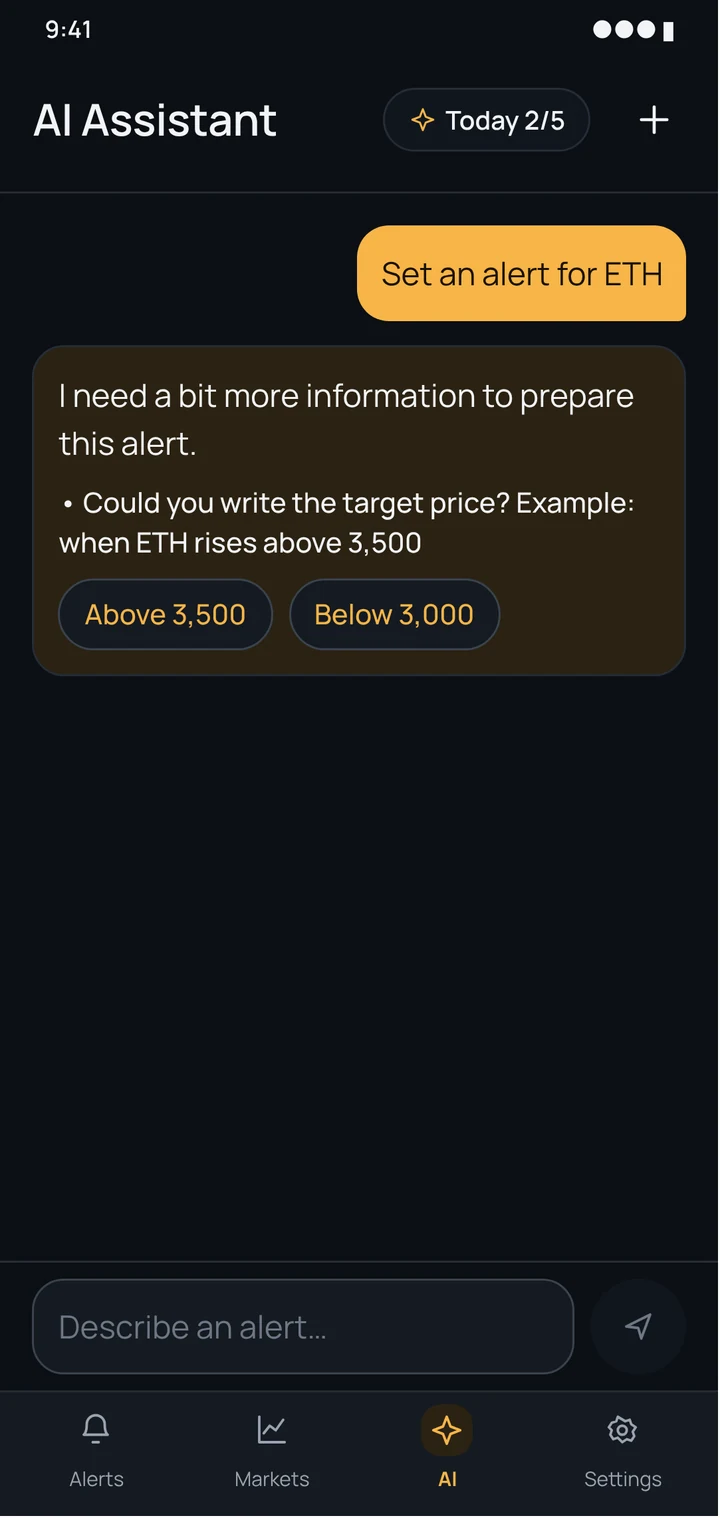 9:41
AI Assistant
Today 2/5
Set an alert for ETH
I need a bit more information to prepare
this alert.
• Could you write the target price? Example:
when ETH rises above 3,500
Above 3,500
Below 3,000
Describe an alert...
Alerts
Markets
AI
Settings